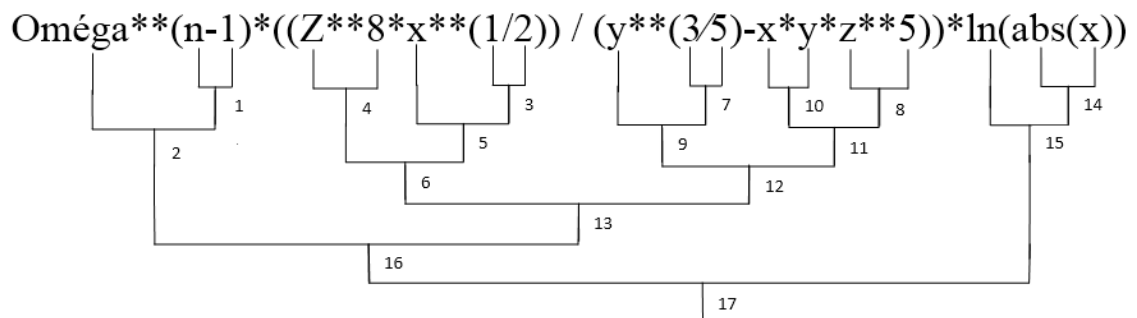 Oméga**(n-1)*((Z**8*x**(1/2)) / (y**(3⁄5)-x*y*z**5))*ln(abs(x))
1 4 3 7 10 8 14
2 5 9 11 15
6 12
13
16
17